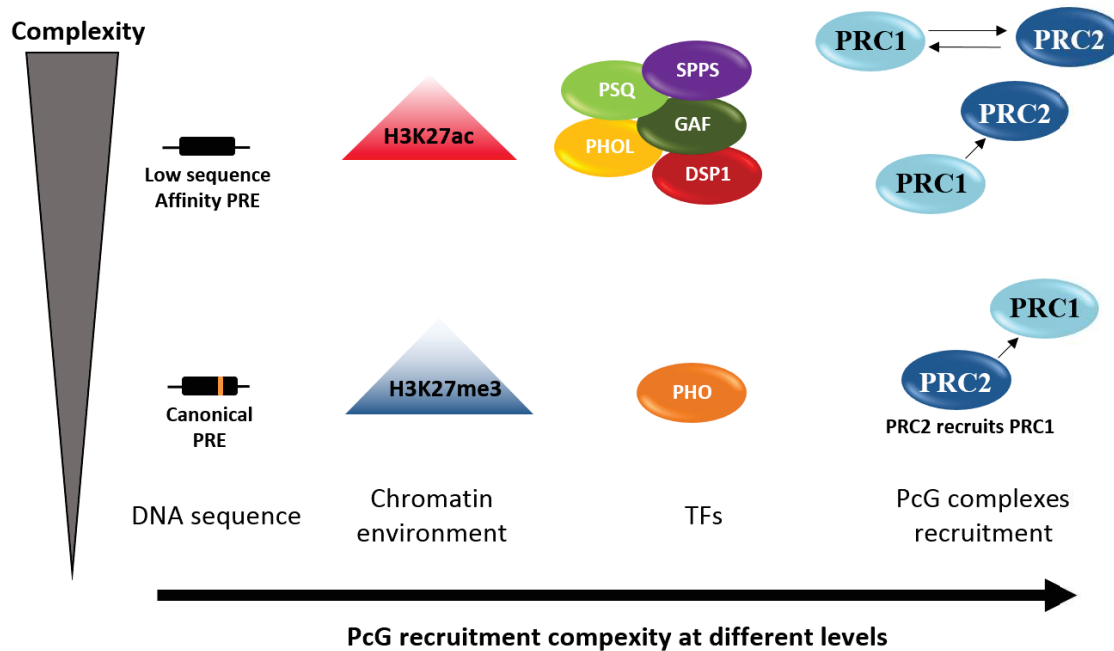 Complexity
PRC1
PRC2
SPPS
PSQ
GAF
PHOL
DSP1
H3K27ac
PRC2
PRC1
Low sequence
Affinity PRE
PRC1
H3K27me3
PHO
PRC2
Canonical
PRE
PRC2 recruits PRC1
DNA sequence
Chromatin
environment
TFs
PcG complexes
recruitment
PcG recruitment compexity at different levels